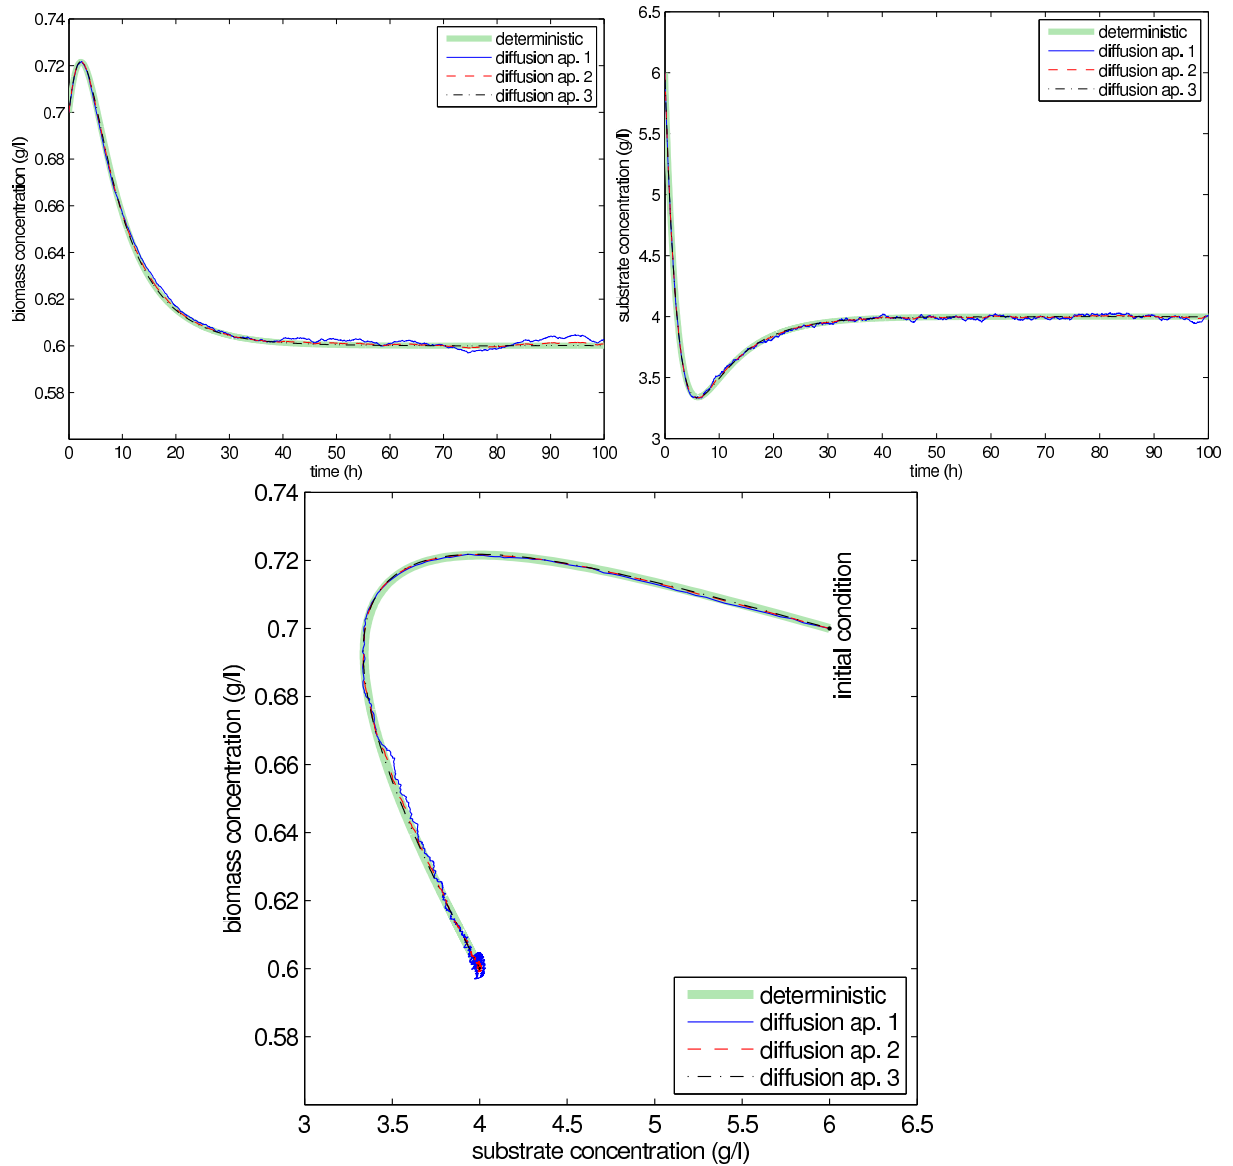 0.74
0.72
0.7
0.68
0.66
0.64
0.62
0.6
0.58
biomass concentration (g/l)
0 10 20 30 40 50 60 70 80 90 100
time (h)
deterministic
diffusion ap. 1
diffusion ap. 2
diffusion ap. 3
6.5
6
5.5
5
4.5
4
3.5
3
substrate concentration (g/l)
0 10 20 30 40 50 60 70 80 90 100
time (h)
deterministic
diffusion ap. 1
diffusion ap. 2
diffusion ap. 3
0.74
0.72
0.7
0.68
0.66
0.64
0.62
0.6
0.58
biomass concentration (g/l)
initial condition
deterministic
diffusion ap. 1
diffusion ap. 2
diffusion ap. 3
3 3.5 4 4.5 5 5.5 6 6.5
substrate concentration (g/l)